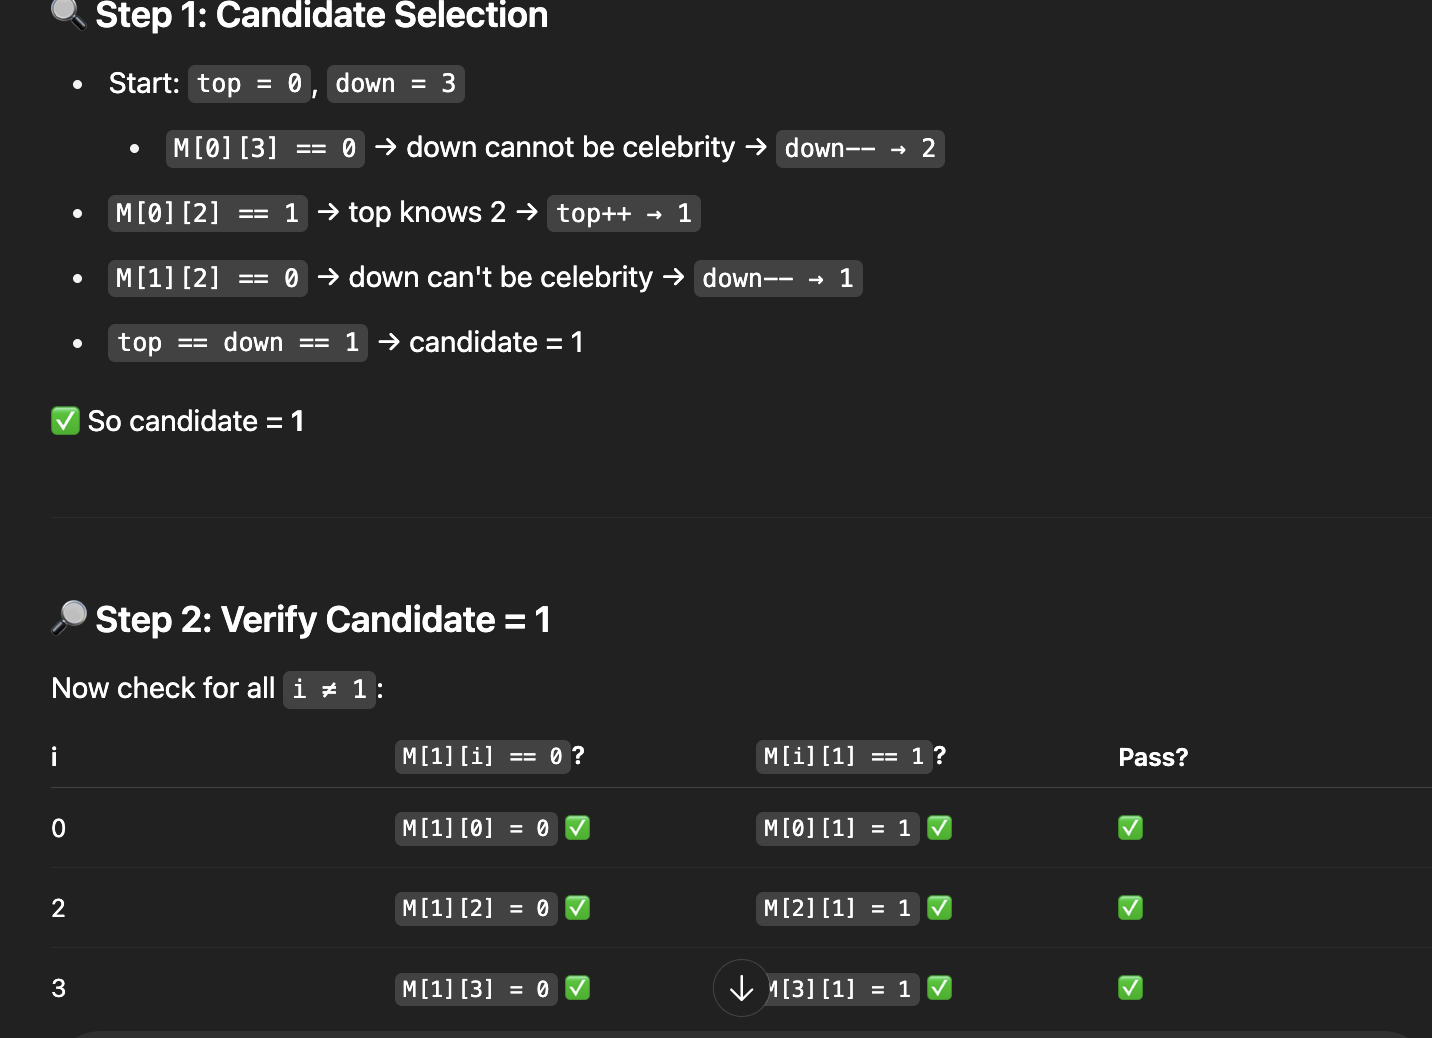 🔍 Step 1: Candidate Selection
• Start: top = 0, down = 3
• M[0][3] == 0 → down cannot be celebrity → down-- → 2
• M[0][2] == 1 → top knows 2 → top++ → 1
• M[1][2] == 0 → down can't be celebrity → down-- → 1
• top == down == 1 → candidate = 1
✅ So candidate = 1
🔎 Step 2: Verify Candidate = 1
Now check for all i ≠ 1:
i M[1][i] == 0? M[i][1] == 1? Pass?
0 M[1][0] = 0 ✅ M[0][1] = 1 ✅ ✅
2 M[1][2] = 0 ✅ M[2][1] = 1 ✅ ✅
3 M[1][3] = 0 ✅ M[3][1] = 1 ✅ ✅